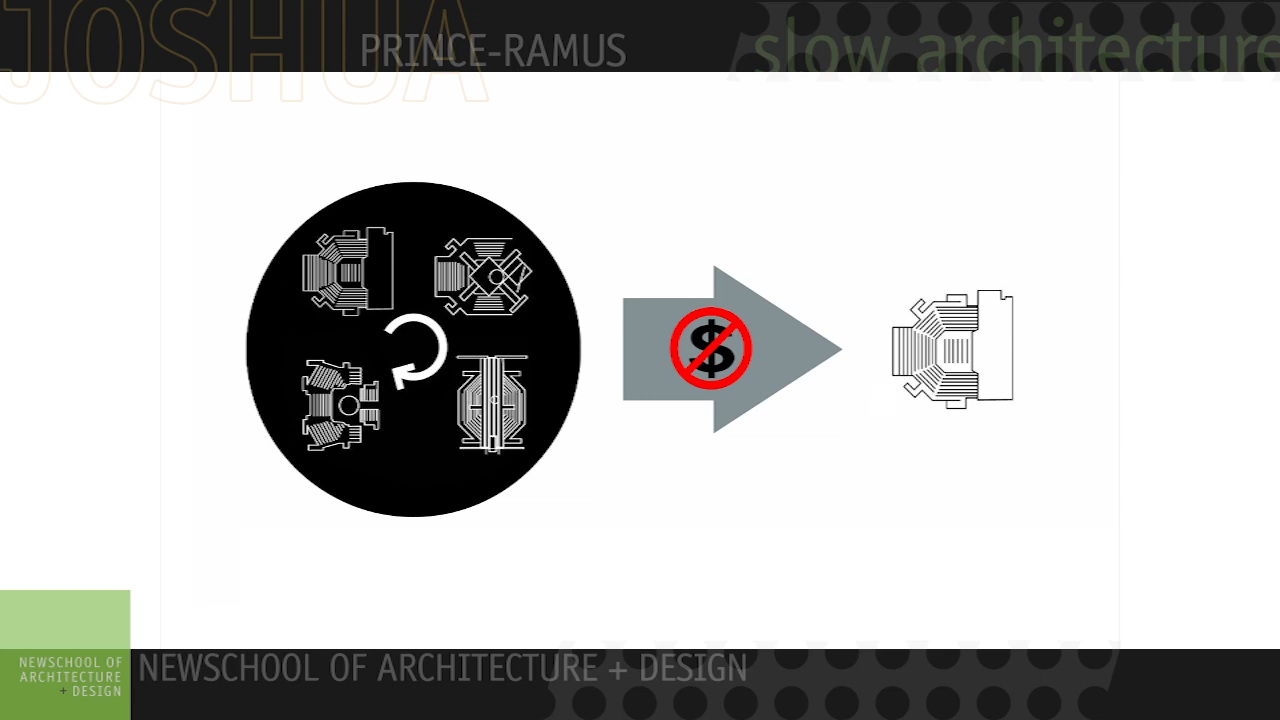 JOSHUA
PRINCE-RAMUS
slow architecture
$
NEWSCHOOL OF
ARCHITECTURE
+ DESIGN
NEWSCHOOL OF ARCHITECTURE + DESIGN